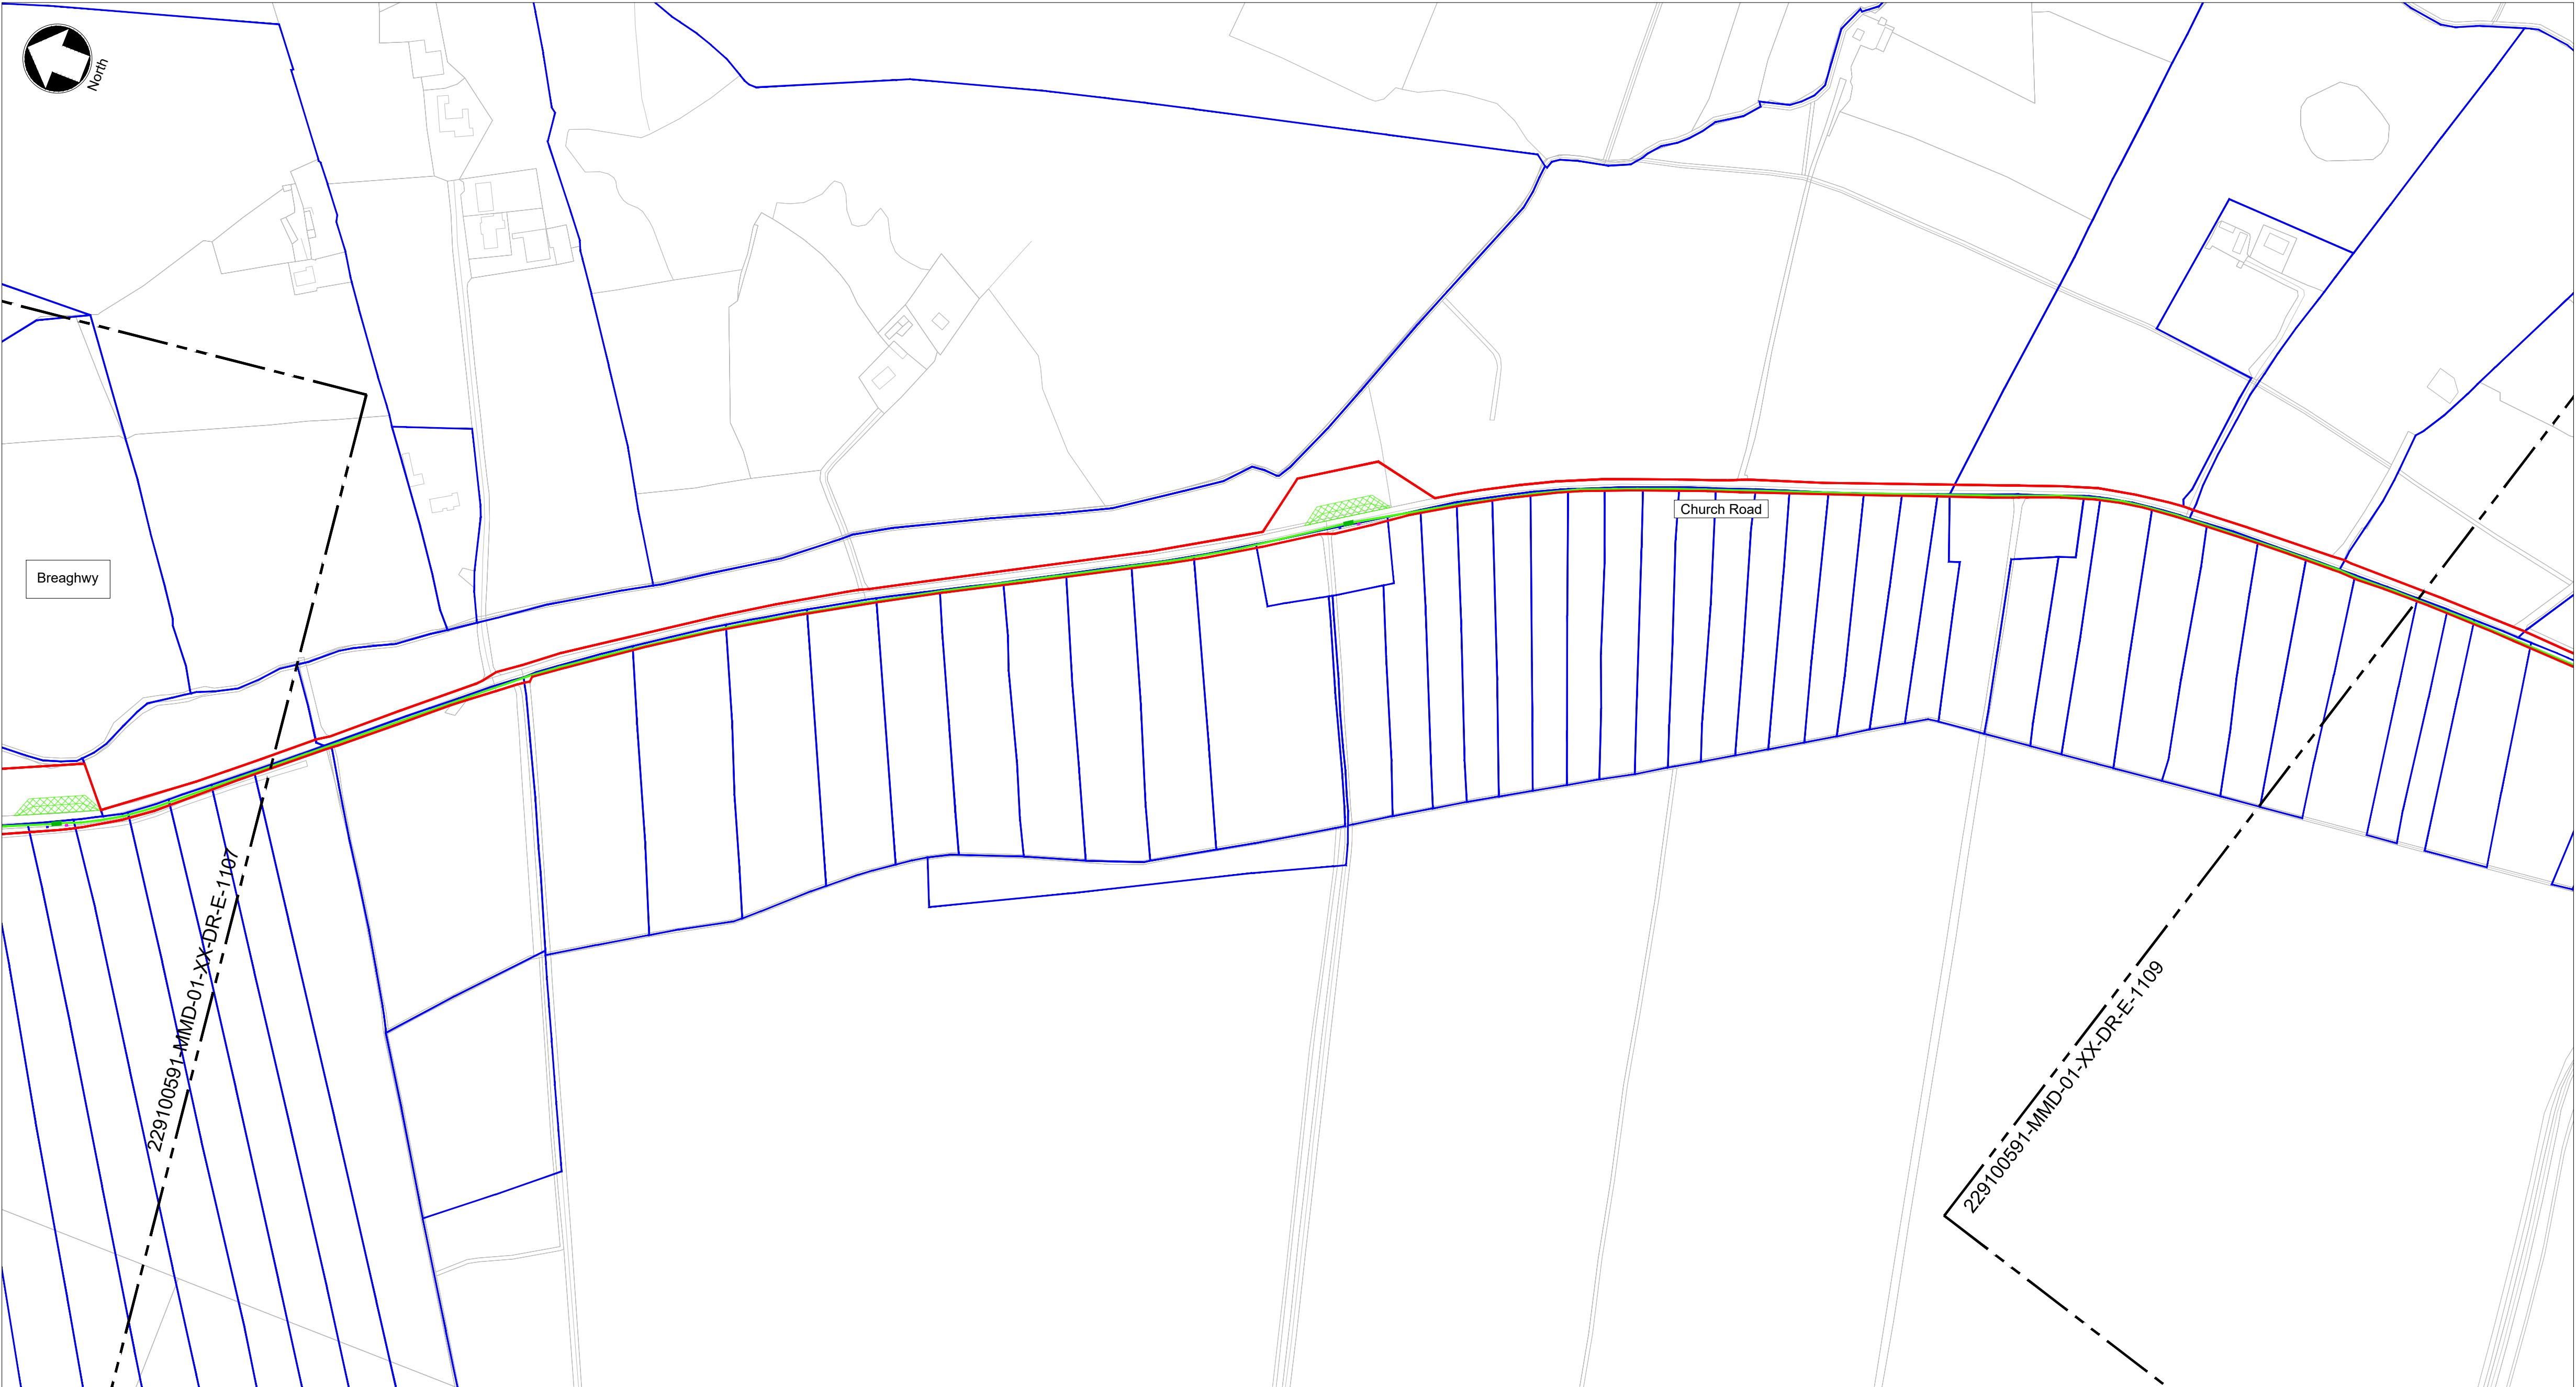 North
Church Road
Breaghwy
229100591-MMD-01-XX-DR-E-1107
229100591-MMD-01-XX-DR-E-1109